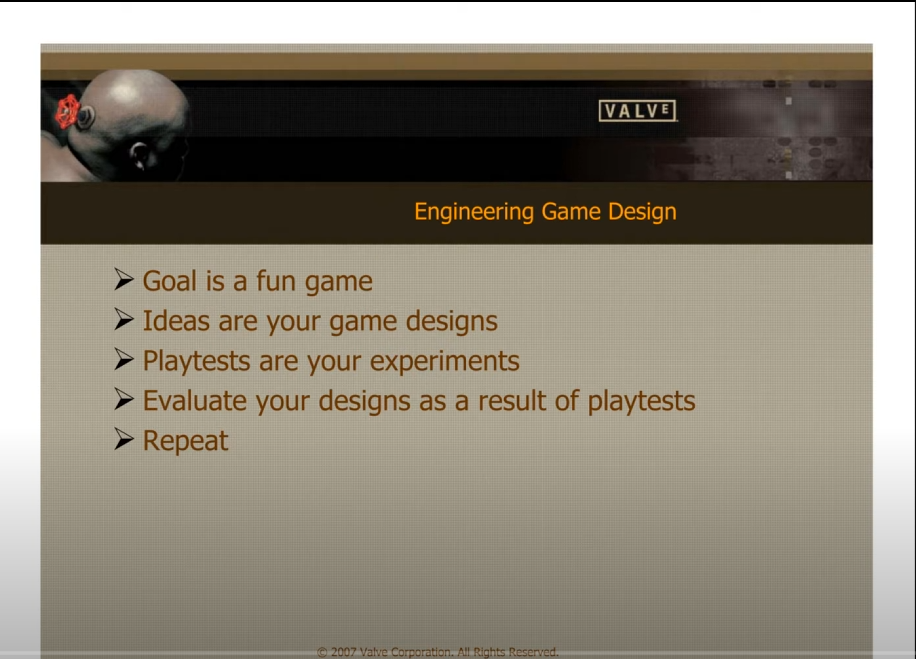 VALVE
Engineering Game Design
Goal is a fun game
Ideas are your game designs
Playtests are your experiments
Evaluate your designs as a result of playtests
Repeat
© 2007 Valve Corporation. All Rights Reserved.